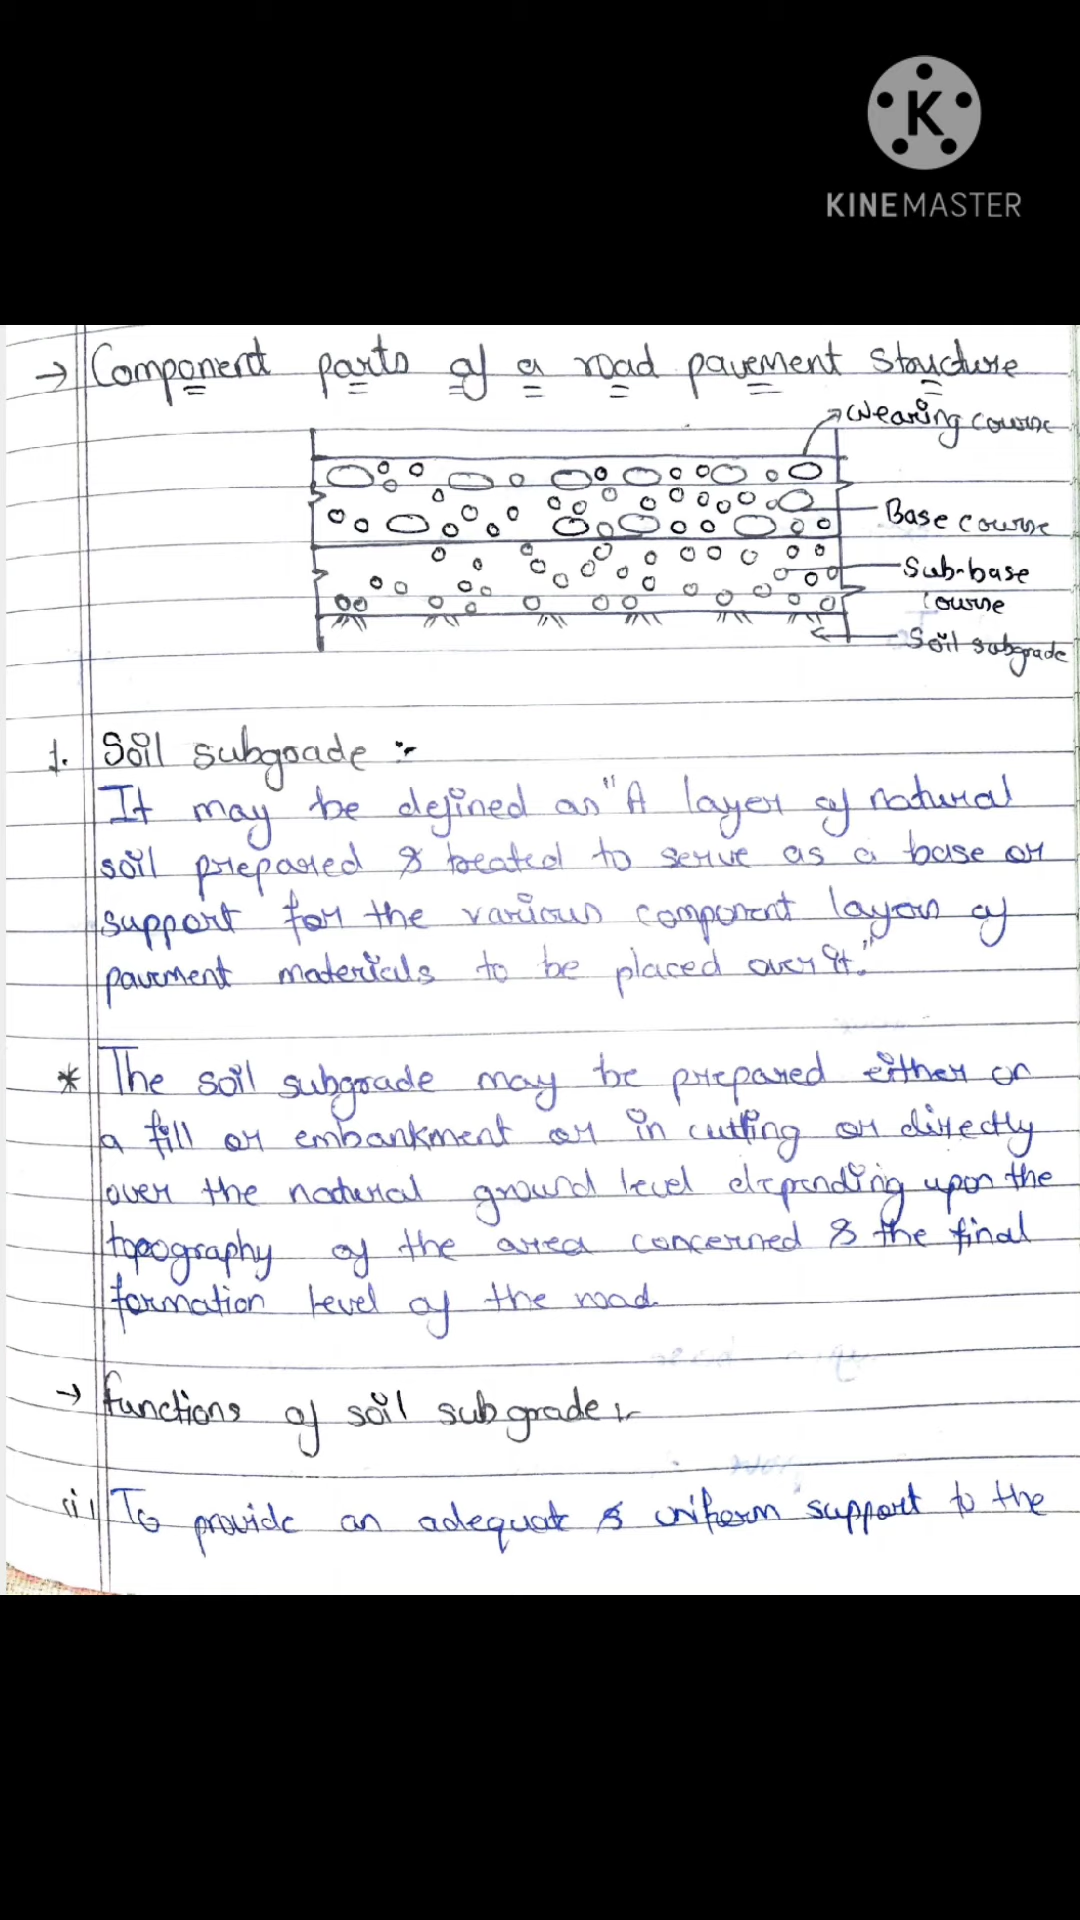 K
KINEMASTER
→ Component parts of a road pavement structure
Wearing course
Base course
Sub-base
course
Soil subgrade
1. Soil subgrade :-
It may be defined as "A layer of natural
soil prepared & treated to serve as a base or
support for the various component layers of
pavement materials to be placed over it."
* The soil subgrade may be prepared either on
a fill or embankment or in cutting or directly
over the natural ground level depending upon the
topography of the area concerned & the final
formation level of the road.
→ functions of soil subgrade :-
(i) To provide an adequat & uniform support to the